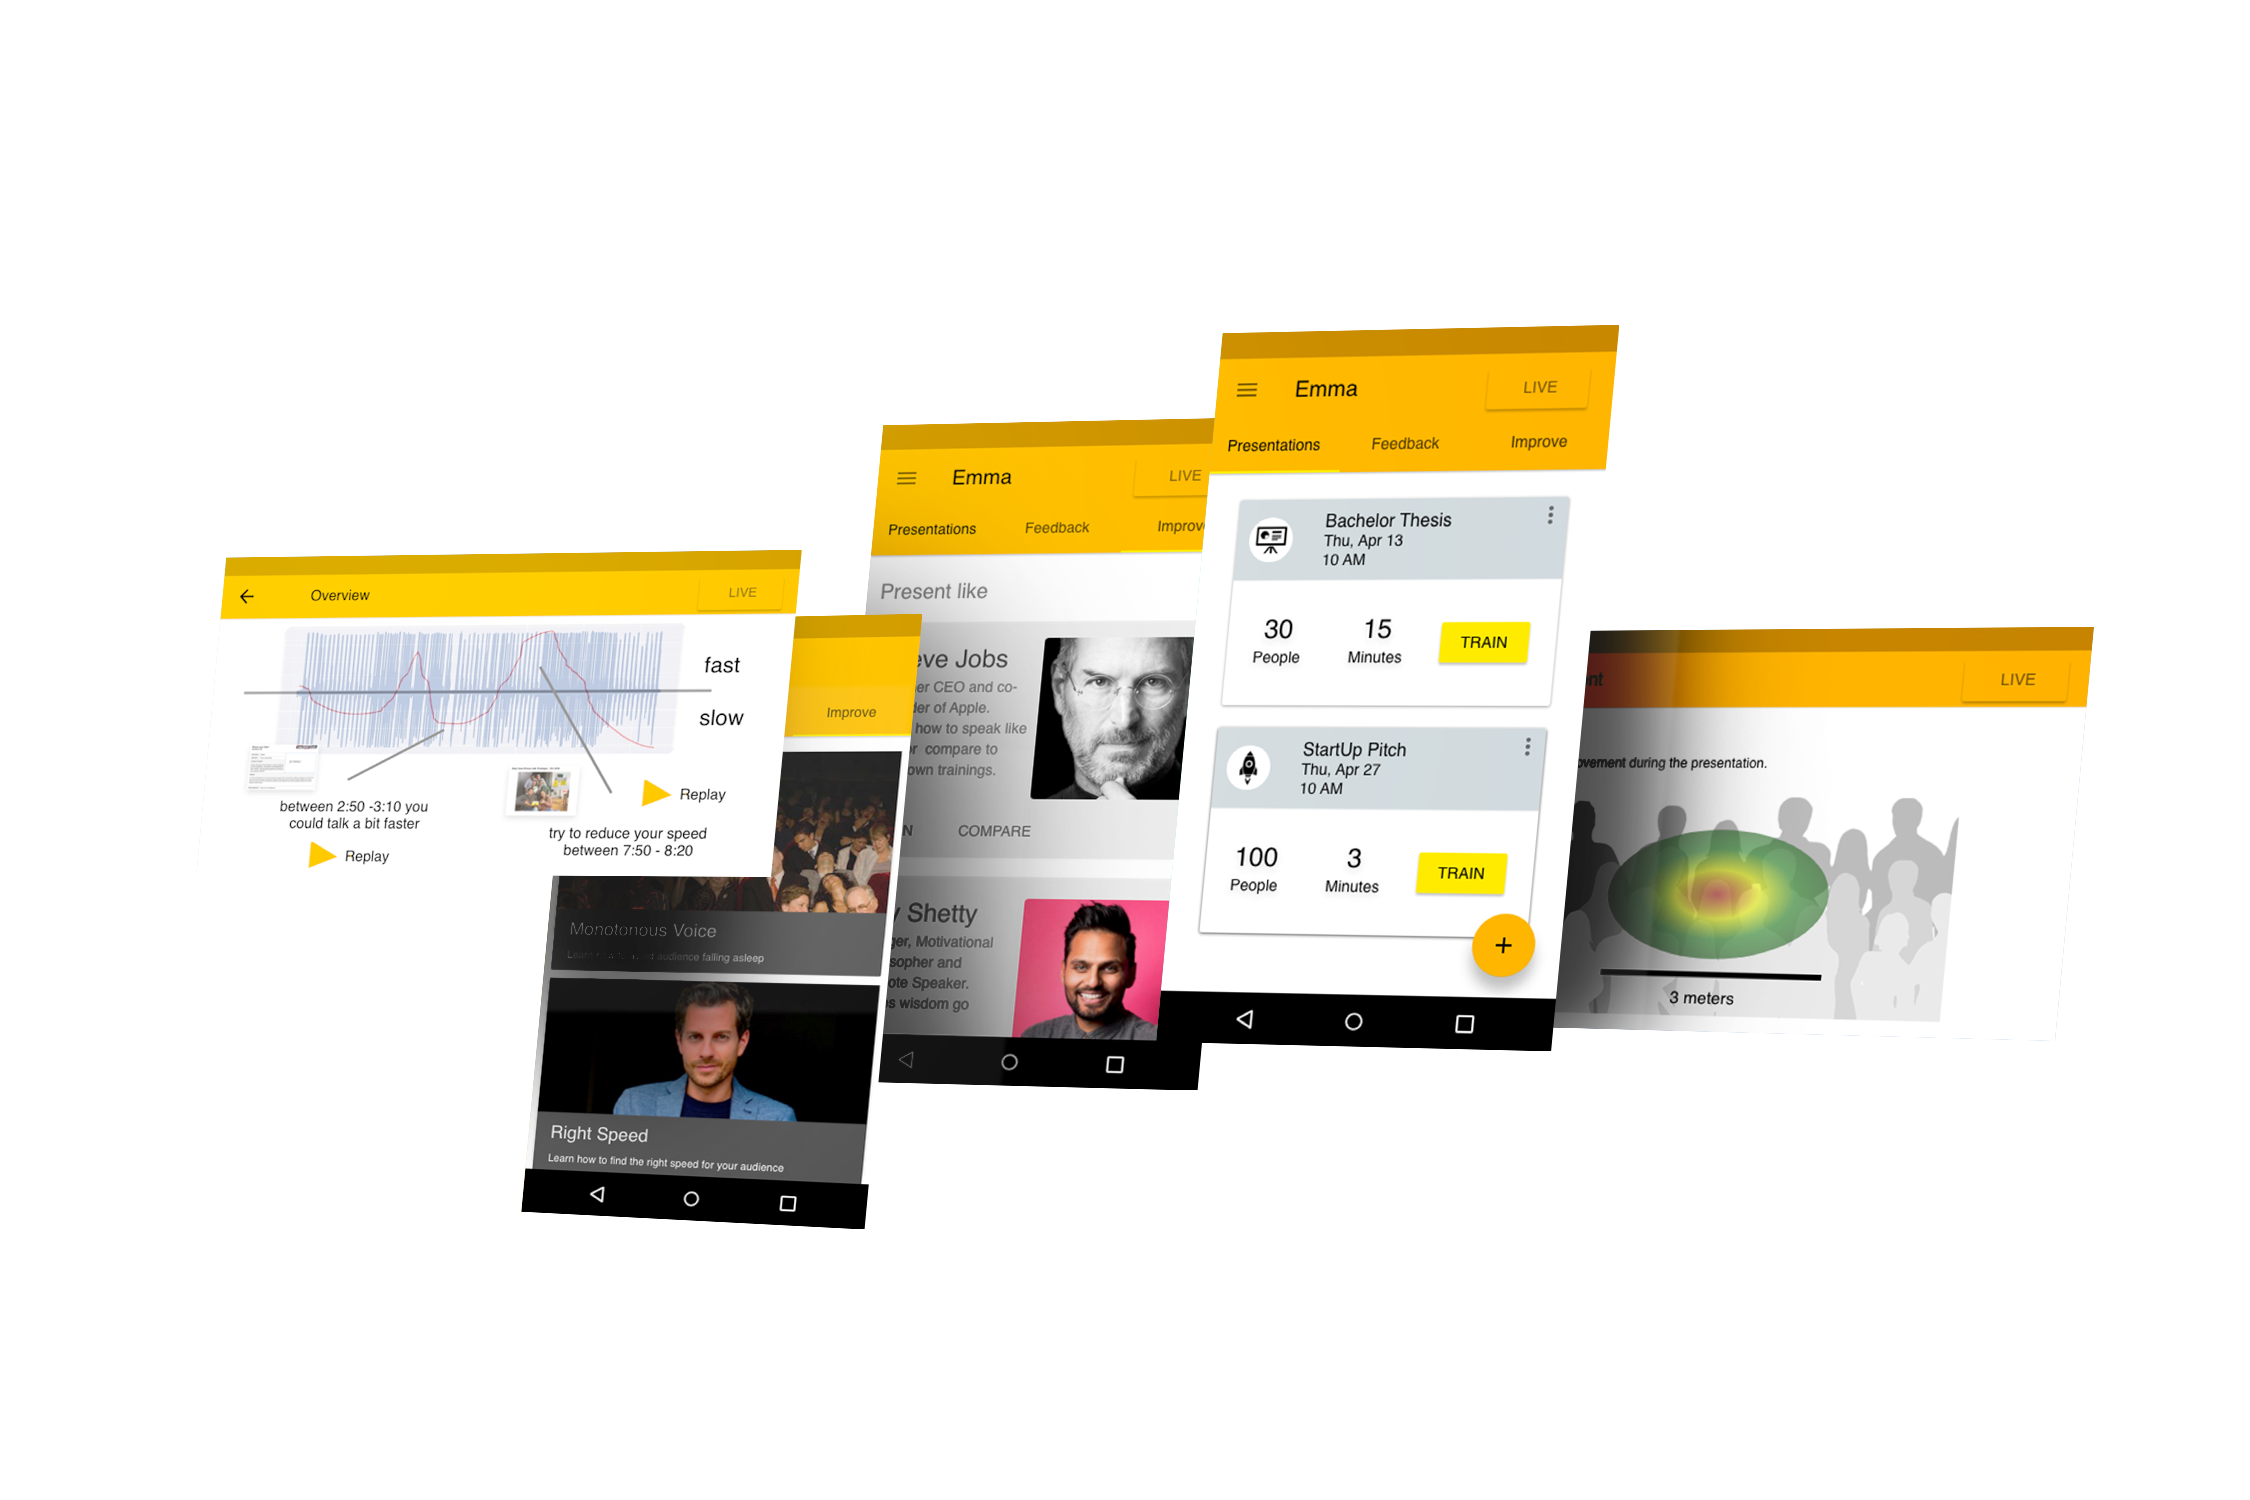 Overview
LIVE
fast
slow
between 2:50 -3:10 you
could talk a bit faster
Replay
Replay
try to reduce your speed
between 7:50 - 8:20
Improve
Monotonous Voice
audience falling asleep
Right Speed
Learn how to find the right speed for your audience
Emma
LIVE
Presentations
Feedback
Improv
Present like
eve Jobs
er CEO and co-
der of Apple.
how to speak like
r compare to
own trainings.
N
COMPARE
y Shetty
ger, Motivational
sopher and
ote Speaker.
s wisdom go
Emma
LIVE
Presentations
Feedback
Improve
Bachelor Thesis
Thu, Apr 13
10 AM
30
People
15
Minutes
TRAIN
StartUp Pitch
Thu, Apr 27
10 AM
100
People
3
Minutes
TRAIN
+
nt
LIVE
ovement during the presentation.
3 meters